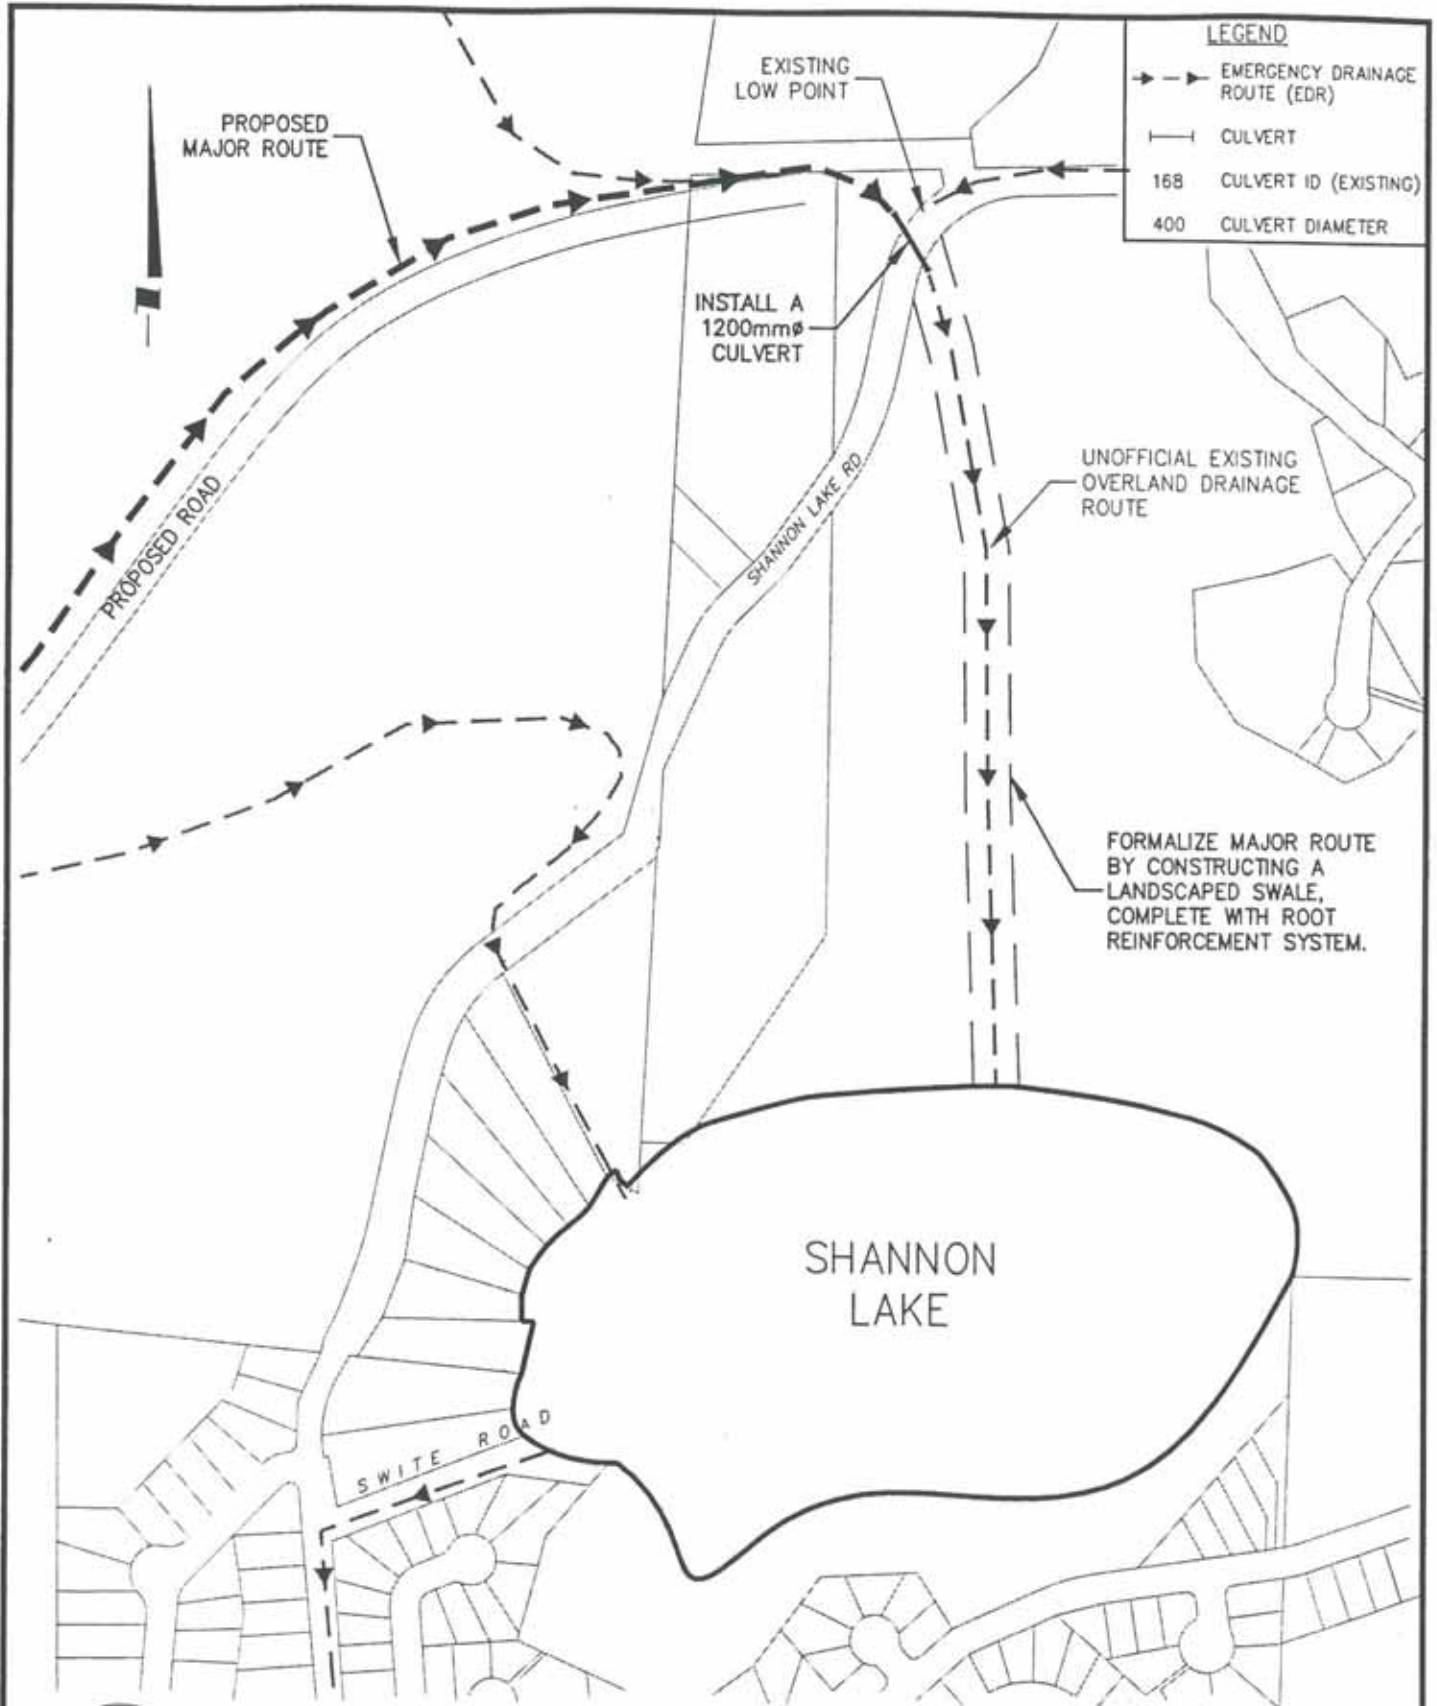 LEGEND
EMERGENCY DRAINAGE
ROUTE (EDR)
CULVERT
168 CULVERT ID (EXISTING)
400 CULVERT DIAMETER
EXISTING
LOW POINT
PROPOSED
MAJOR ROUTE
INSTALL A
1200mmø
CULVERT
UNOFFICIAL EXISTING
OVERLAND DRAINAGE
ROUTE
SHANNON LAKE RD
PROPOSED ROAD
FORMALIZE MAJOR ROUTE
BY CONSTRUCTING A
LANDSCAPED SWALE,
COMPLETE WITH ROOT
REINFORCEMENT SYSTEM.
SHANNON
LAKE
SWITE ROAD